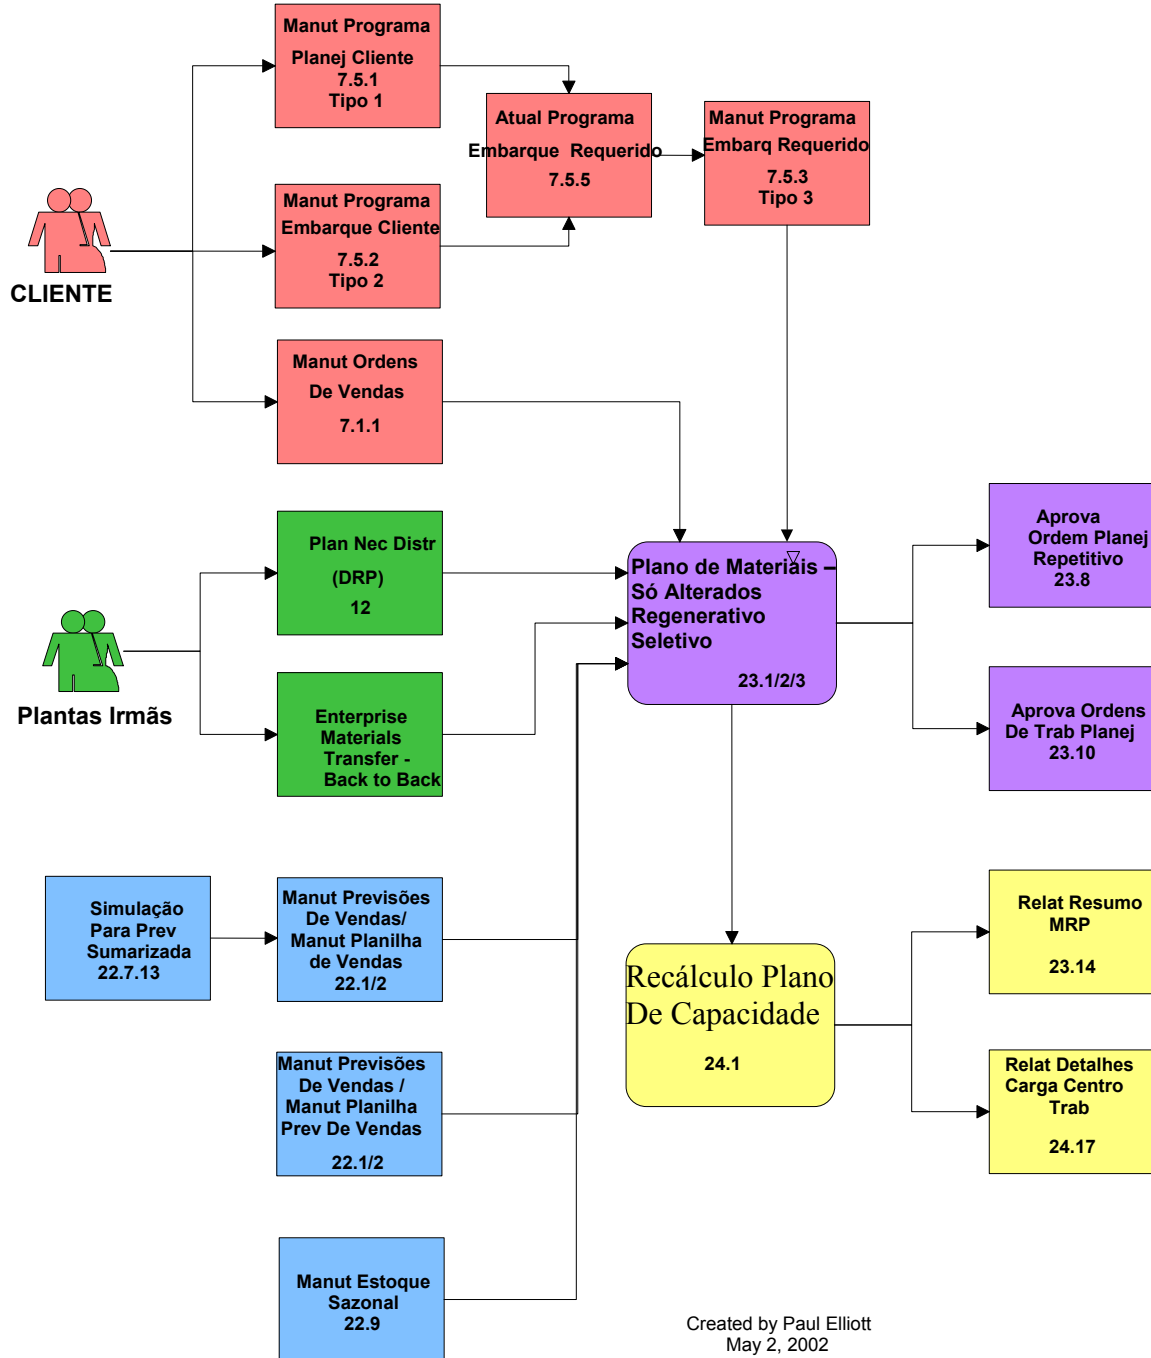 Manut Programa
Planej Cliente
7.5.1
Tipo 1
Atual Programa
Embarque Requerido
7.5.5
Manut Programa
Embarq Requerido
7.5.3
Tipo 3
Manut Programa
Embarque Cliente
7.5.2
Tipo 2
CLIENTE
Manut Ordens
De Vendas
7.1.1
Plan Nec Distr
(DRP)
12
Plano de Materiais –
Só Alterados
Regenerativo
Seletivo
23.1/2/3
Aprova
Ordem Planej
Repetitivo
23.8
Plantas Irmãs
Enterprise
Materials
Transfer -
Back to Back
Aprova Ordens
De Trab Planej
23.10
Simulação
Para Prev
Sumarizada
22.7.13
Manut Previsões
De Vendas/
Manut Planilha
de Vendas
22.1/2
Recálculo Plano
De Capacidade
24.1
Relat Resumo
MRP
23.14
Manut Previsões
De Vendas /
Manut Planilha
Prev De Vendas
22.1/2
Relat Detalhes
Carga Centro
Trab
24.17
Manut Estoque
Sazonal
22.9
Created by Paul Elliott
May 2, 2002